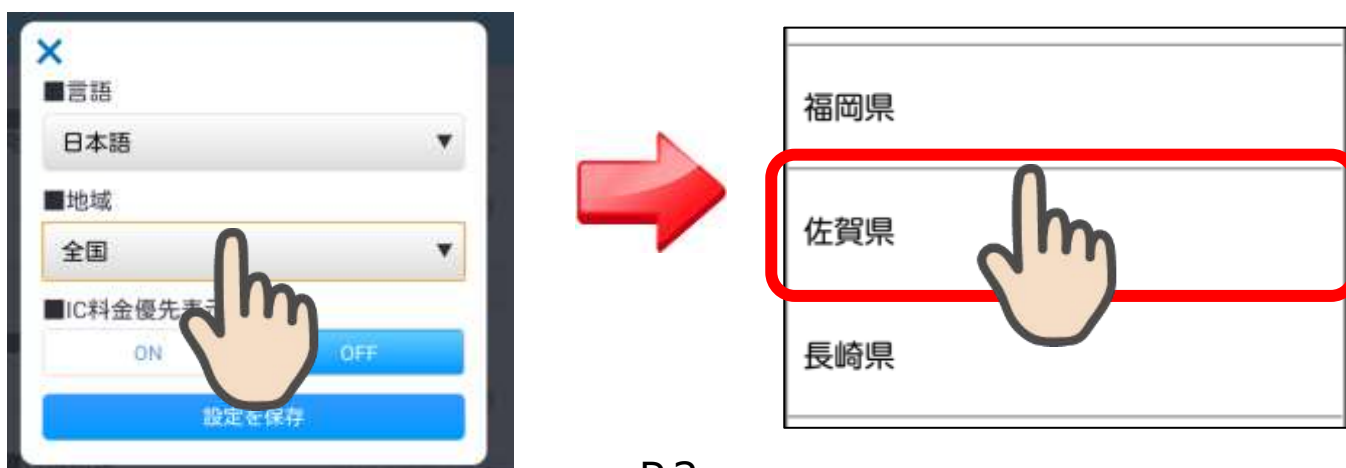 ■言語
日本語 ▼
■地域
全国 ▼
■IC料金優先表示
ON OFF
設定を保存
福岡県
佐賀県
長崎県